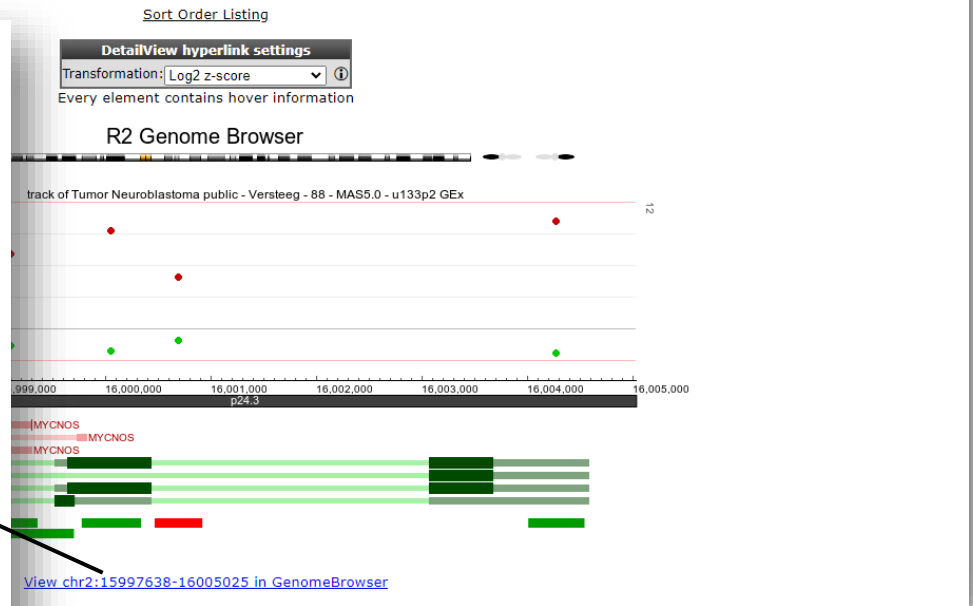 Sort Order Listing
DetailView hyperlink settings
Transformation: Log2 z-score
Every element contains hover information
R2 Genome Browser
track of Tumor Neuroblastoma public - Versteeg - 88 - MAS5.0 - u133p2 GEx
12
,999,000 16,000,000 16,001,000 16,002,000 16,003,000 16,004,000 16,005,000
p24.3
MYCNOS
MYCNOS
MYCNOS
View chr2:15997638-16005025 in GenomeBrowser